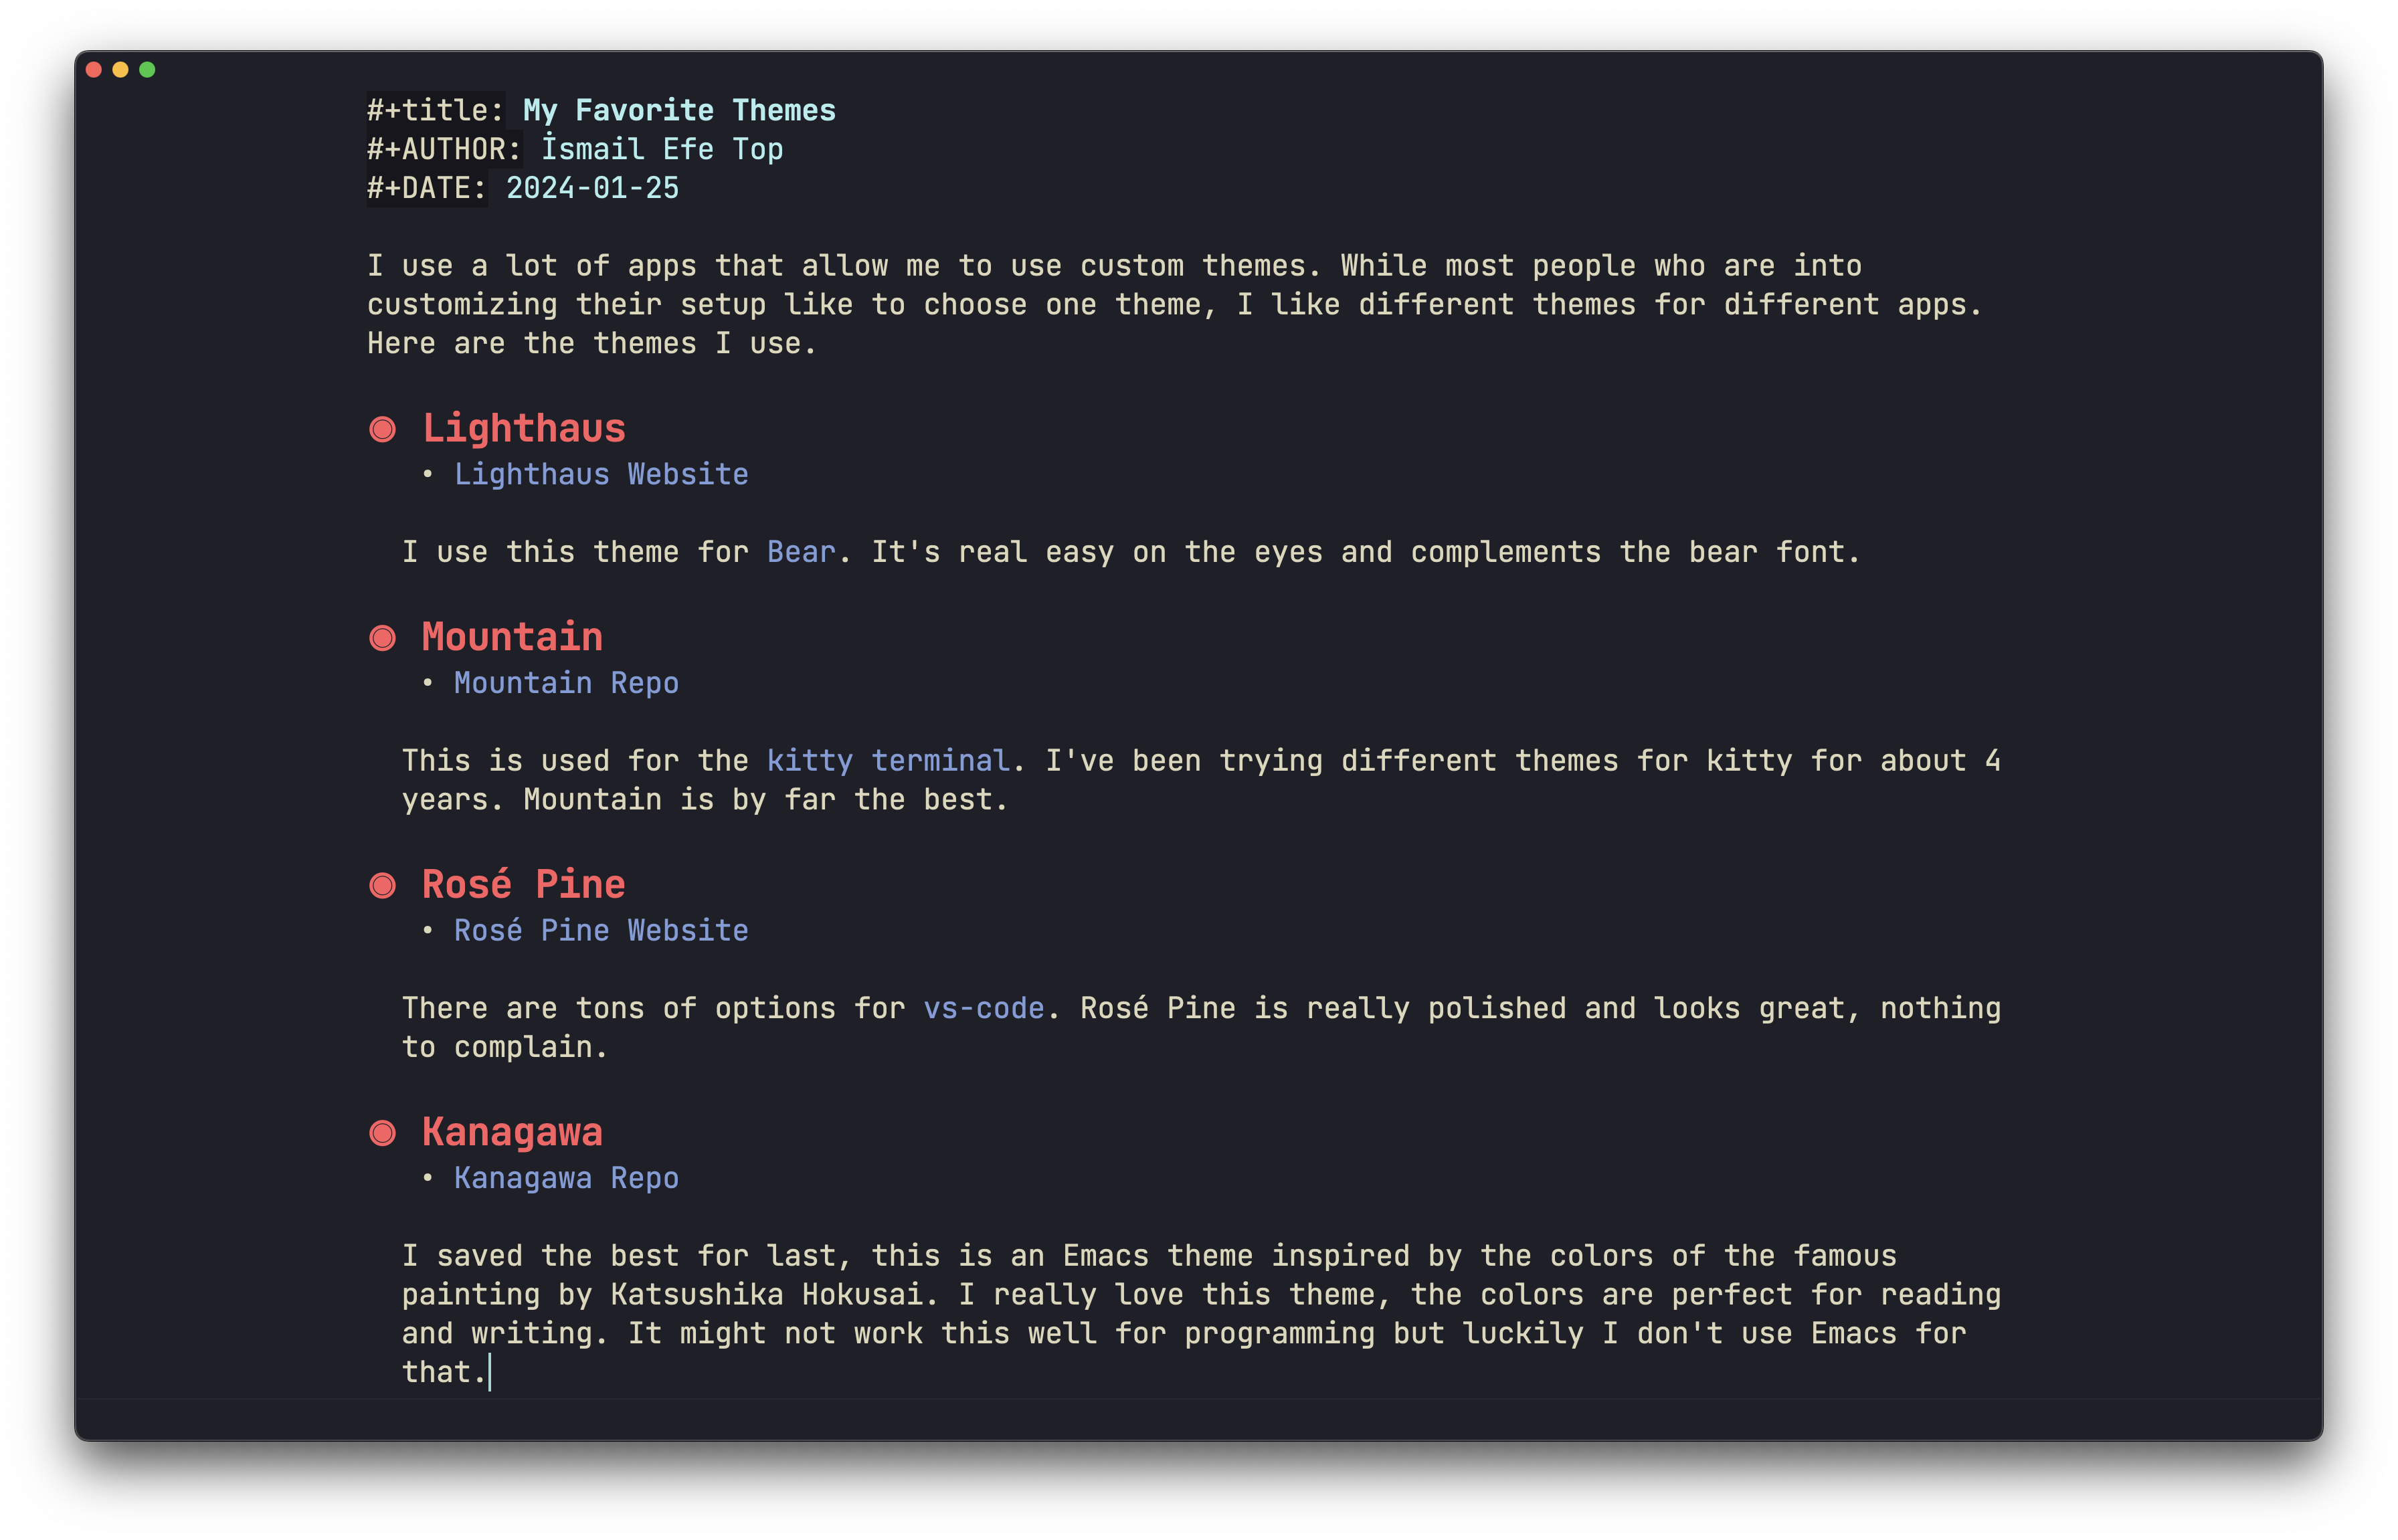 #+title: My Favorite Themes
#+AUTHOR: İsmail Efe Top
#+DATE: 2024-01-25
I use a lot of apps that allow me to use custom themes. While most people who are into
customizing their setup like to choose one theme, I like different themes for different apps.
Here are the themes I use.
◉ Lighthaus
• Lighthaus Website
I use this theme for Bear. It's real easy on the eyes and complements the bear font.
◉ Mountain
• Mountain Repo
This is used for the kitty terminal. I've been trying different themes for kitty for about 4
years. Mountain is by far the best.
◉ Rosé Pine
• Rosé Pine Website
There are tons of options for vs-code. Rosé Pine is really polished and looks great, nothing
to complain.
◉ Kanagawa
• Kanagawa Repo
I saved the best for last, this is an Emacs theme inspired by the colors of the famous
painting by Katsushika Hokusai. I really love this theme, the colors are perfect for reading
and writing. It might not work this well for programming but luckily I don't use Emacs for
that.